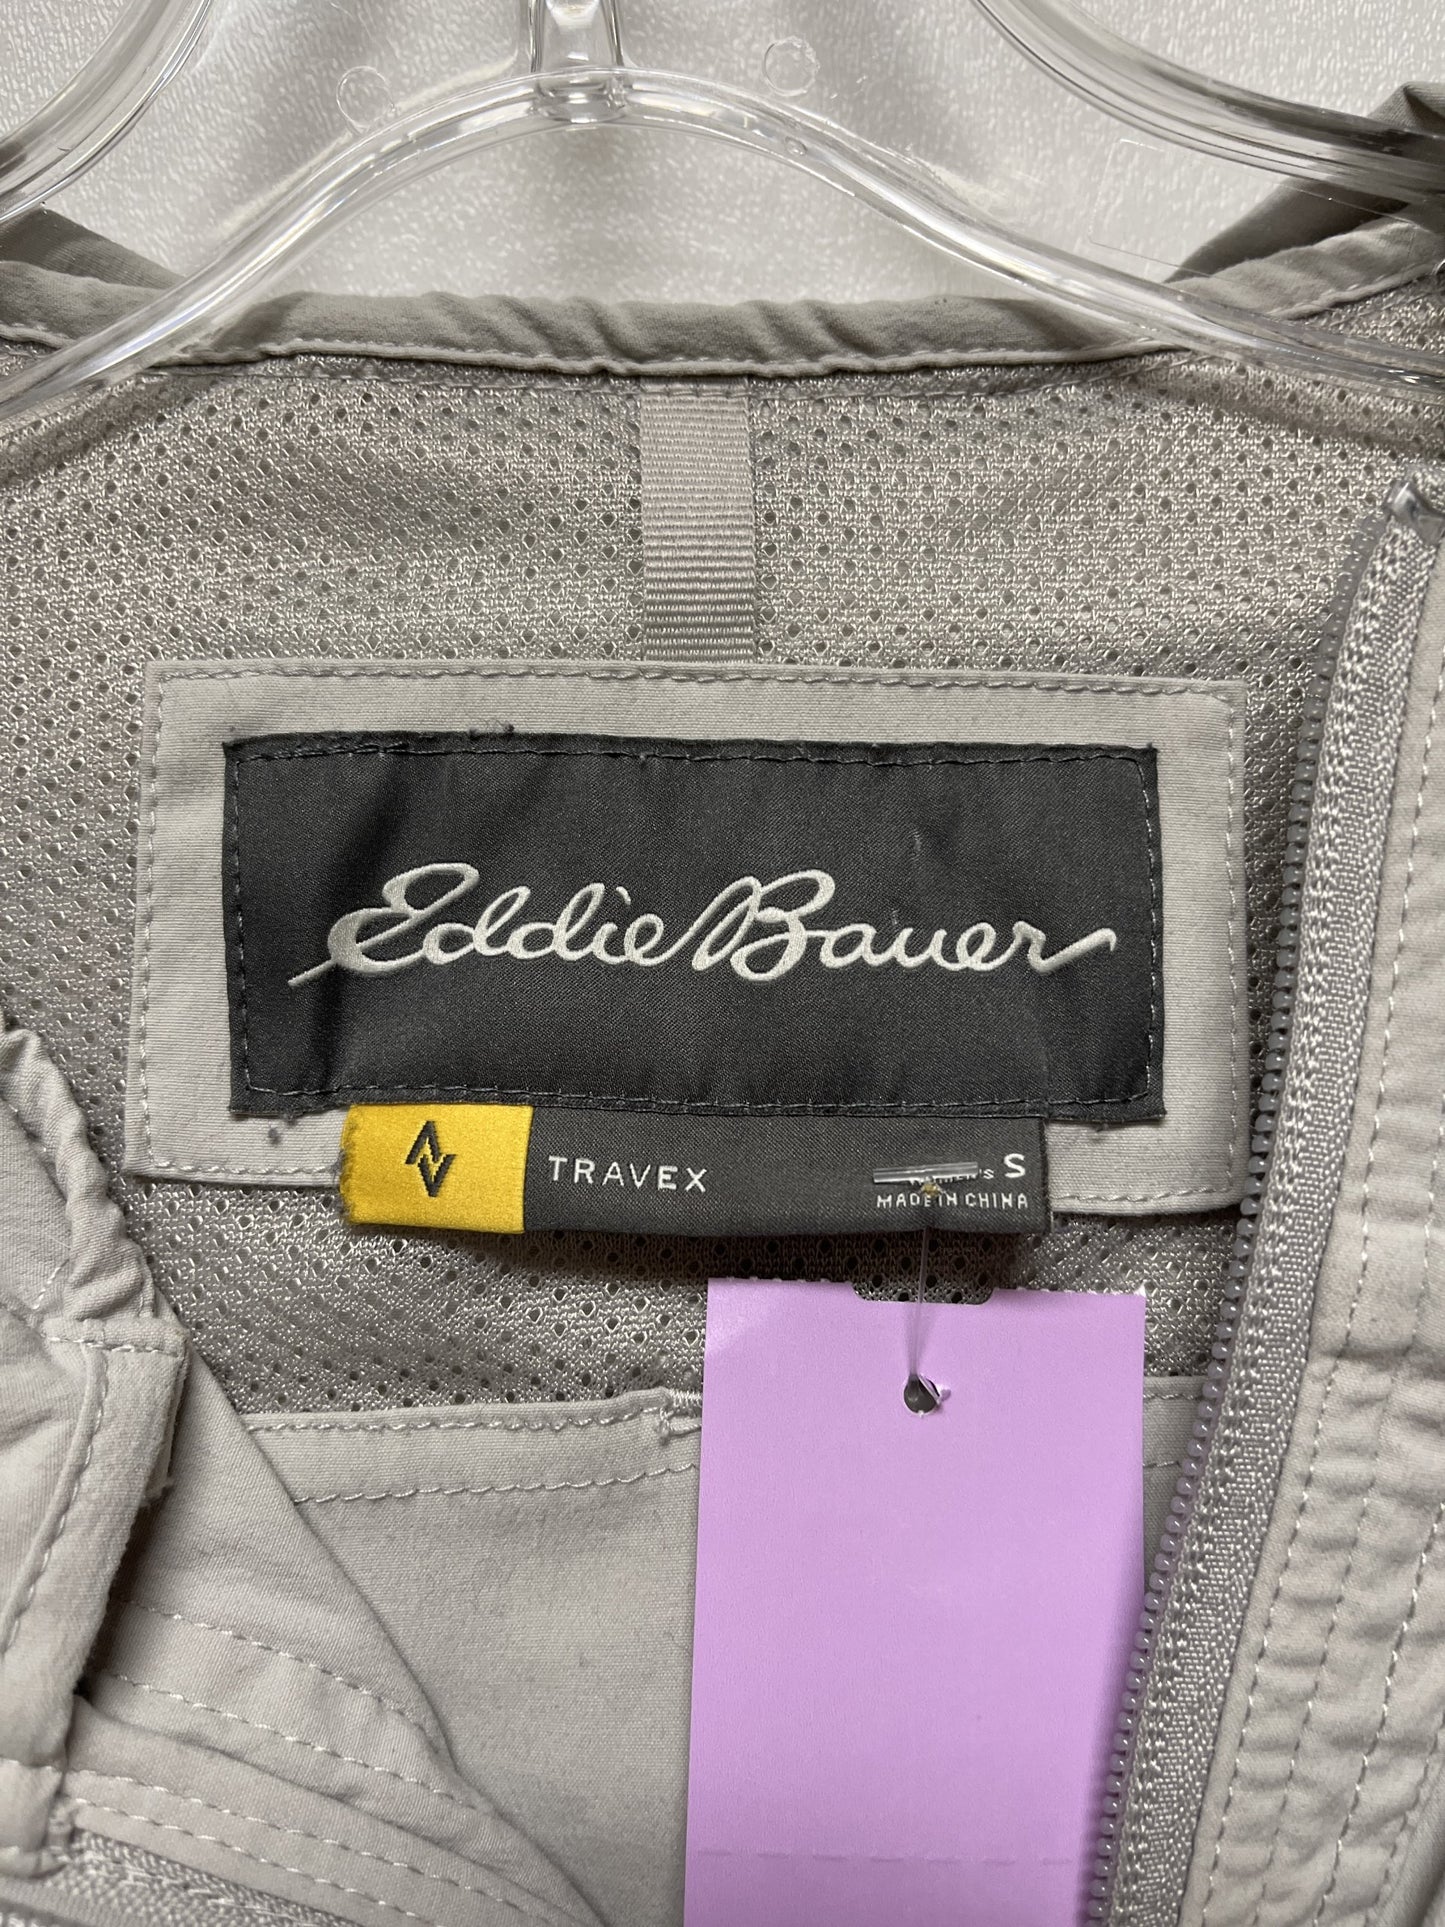 Eddie Bauer
TRAVEX
S
MADE IN CHINA